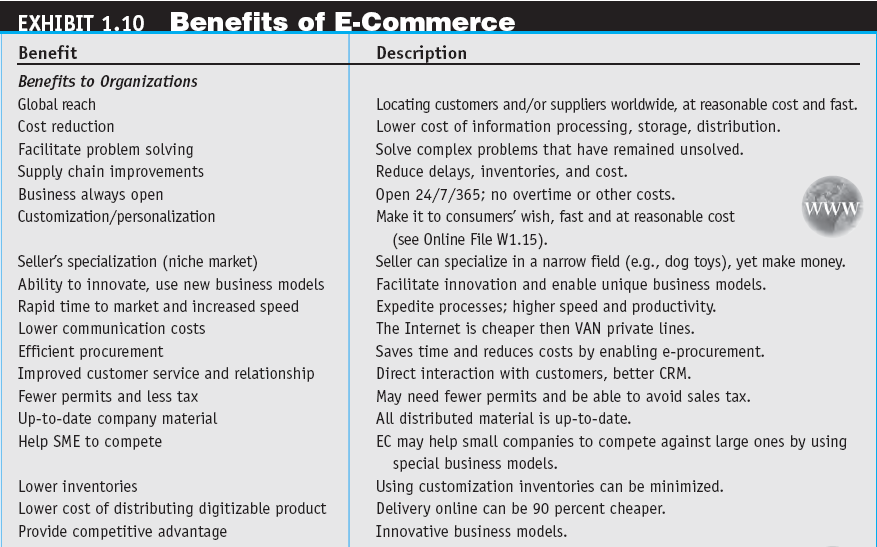 EXHIBIT 1.10 Benefits of E-Commerce
Benefit Description
Benefits to Organizations
Global reach Locating customers and/or suppliers worldwide, at reasonable cost and fast.
Cost reduction Lower cost of information processing, storage, distribution.
Facilitate problem solving Solve complex problems that have remained unsolved.
Supply chain improvements Reduce delays, inventories, and cost.
Business always open Open 24/7/365; no overtime or other costs.
Customization/personalization Make it to consumers' wish, fast and at reasonable cost
WWW
(see Online File W1.15).
Seller's specialization (niche market) Seller can specialize in a narrow field (e.g., dog toys), yet make money.
Ability to innovate, use new business models Facilitate innovation and enable unique business models.
Rapid time to market and increased speed Expedite processes; higher speed and productivity.
Lower communication costs The Internet is cheaper then VAN private lines.
Efficient procurement Saves time and reduces costs by enabling e-procurement.
Improved customer service and relationship Direct interaction with customers, better CRM.
Fewer permits and less tax May need fewer permits and be able to avoid sales tax.
Up-to-date company material All distributed material is up-to-date.
Help SME to compete EC may help small companies to compete against large ones by using
special business models.
Lower inventories Using customization inventories can be minimized.
Lower cost of distributing digitizable product Delivery online can be 90 percent cheaper.
Provide competitive advantage Innovative business models.